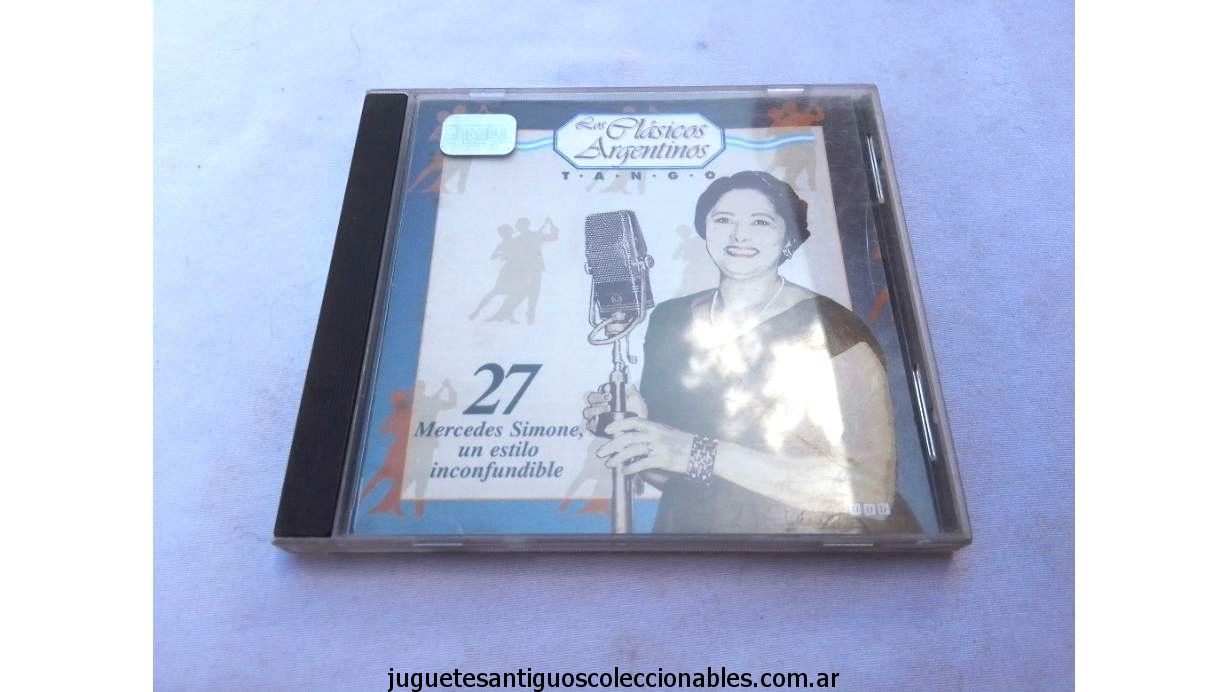 Los
Clásicos
Argentinos
T·A·N·G·O
27
Mercedes Simone,
un estilo
inconfundible
juguetesantiguoscoleccionables.com.ar